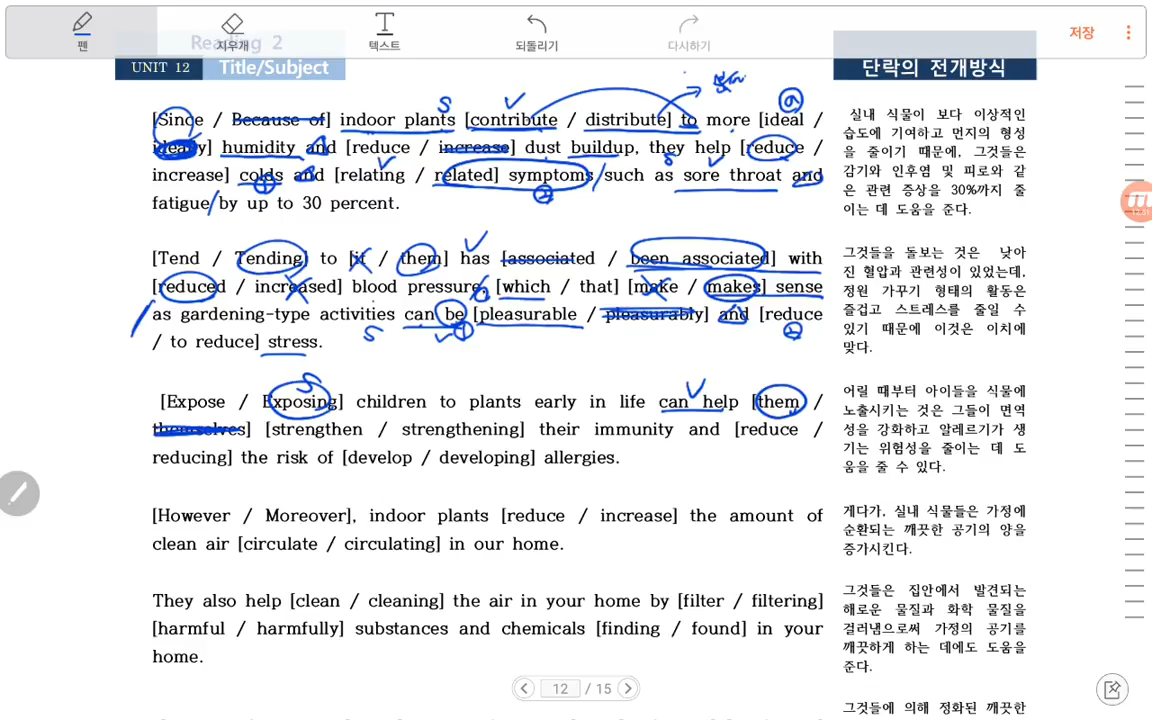 펜
지우개
텍스트
되돌리기
다시하기
저장
Reading 2
UNIT 12
Title/Subject
단락의 전개방식
[Since / Because of] indoor plants [contribute / distribute] to more [ideal /
ideally] humidity and [reduce / increase] dust buildup, they help [reduce /
increase] colds and [relating / related] symptoms such as sore throat and
fatigue by up to 30 percent.
실내 식물이 보다 이상적인
습도에 기여하고 먼지의 형성
을 줄이기 때문에, 그것들은
감기와 인후염 및 피로와 같
은 관련 증상을 30%까지 줄
이는 데 도움을 준다.
[Tend / Tending] to [it / them] has [associated / been associated] with
[reduced / increased] blood pressure, [which / that] [make / makes] sense
as gardening-type activities can be [pleasurable / pleasurably] and [reduce
/ to reduce] stress.
그것들을 돌보는 것은 낮아
진 혈압과 관련성이 있었는데,
정원 가꾸기 형태의 활동은
즐겁고 스트레스를 줄일 수
있기 때문에 이것은 이치에
맞다.
[Expose / Exposing] children to plants early in life can help [them /
themselves] [strengthen / strengthening] their immunity and [reduce /
reducing] the risk of [develop / developing] allergies.
어릴 때부터 아이들을 식물에
노출시키는 것은 그들이 면역
성을 강화하고 알레르기가 생
기는 위험성을 줄이는 데 도
움을 줄 수 있다.
[However / Moreover], indoor plants [reduce / increase] the amount of
clean air [circulate / circulating] in our home.
게다가, 실내 식물들은 가정에
순환되는 깨끗한 공기의 양을
증가시킨다.
They also help [clean / cleaning] the air in your home by [filter / filtering]
[harmful / harmfully] substances and chemicals [finding / found] in your
home.
그것들은 집안에서 발견되는
해로운 물질과 화학 물질을
걸러냄으로써 가정의 공기를
깨끗하게 하는 데에도 도움을
준다.
그것들에 의해 정화된 깨끗한
12 / 15